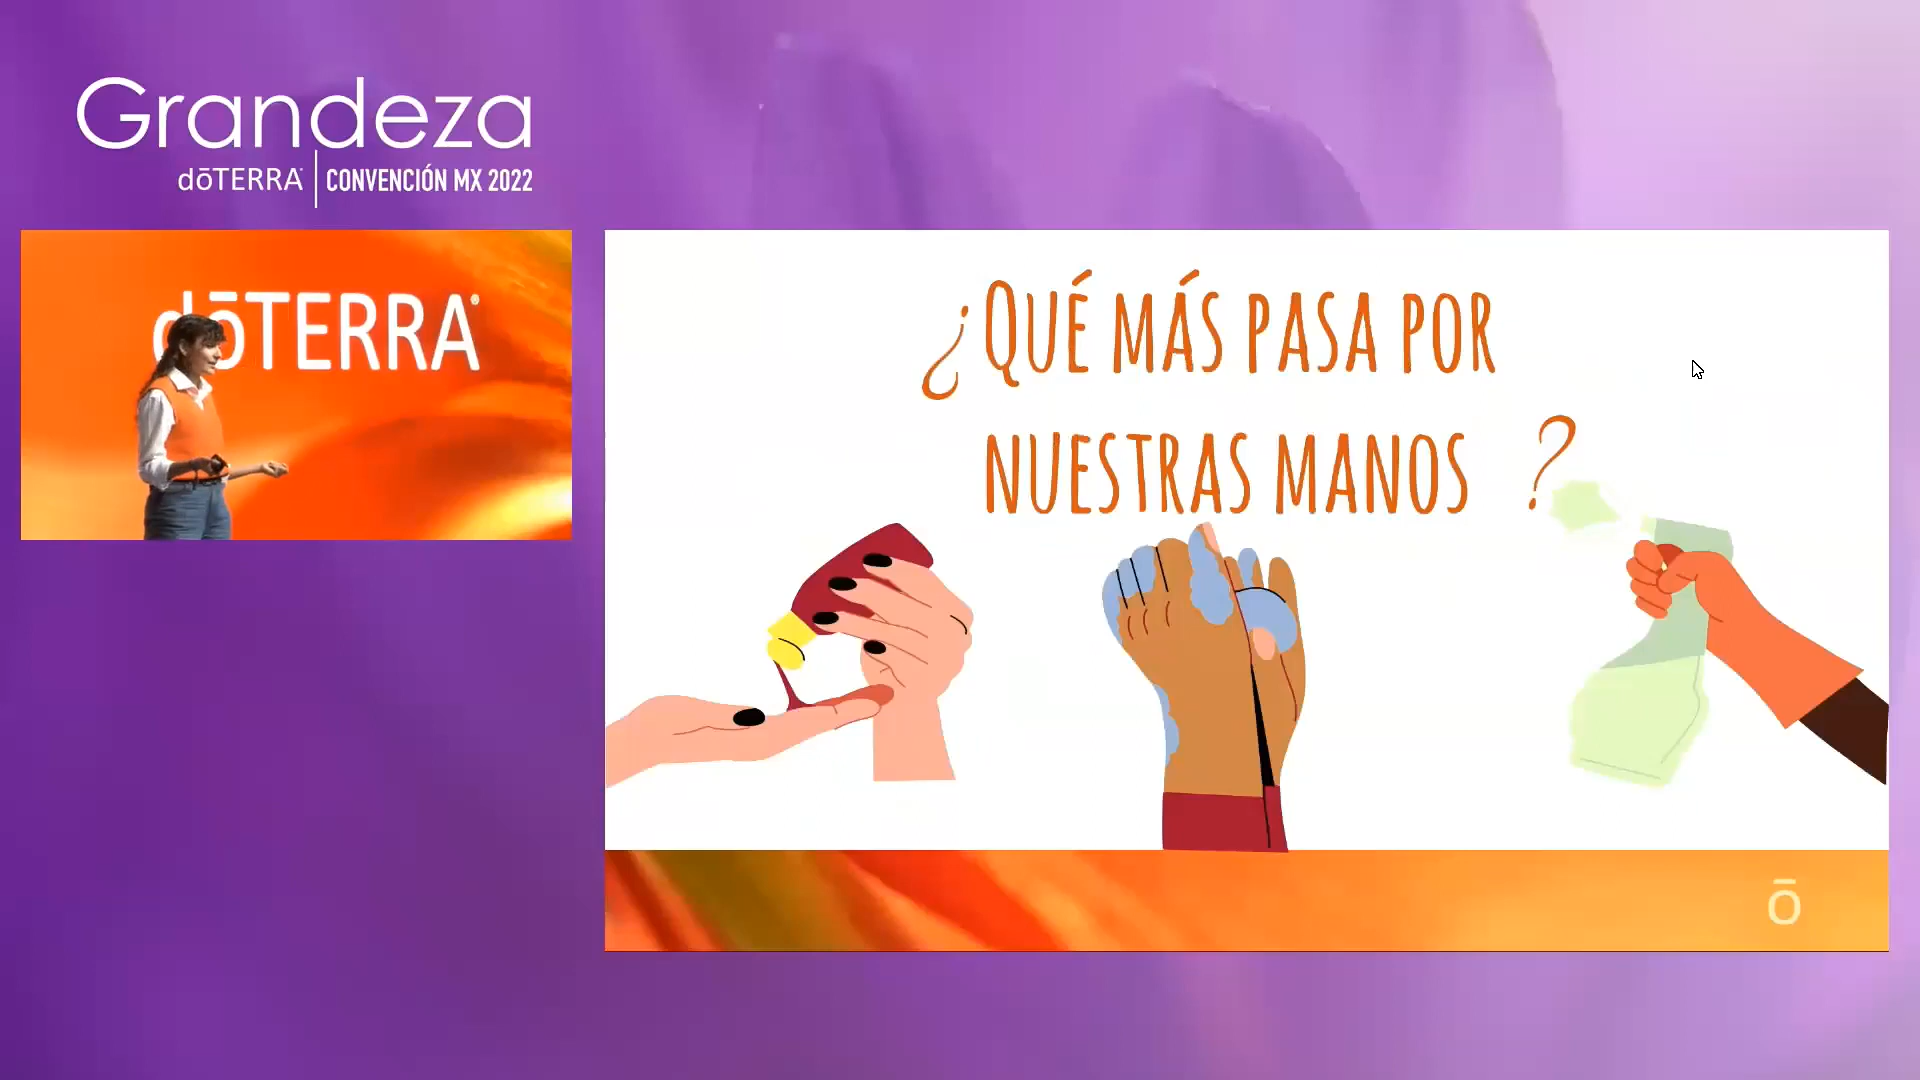 Grandeza
dōTERRA® | CONVENCIÓN MX 2022
dōTERRA®
¿QUÉ MÁS PASA POR
NUESTRAS MANOS ?
ō